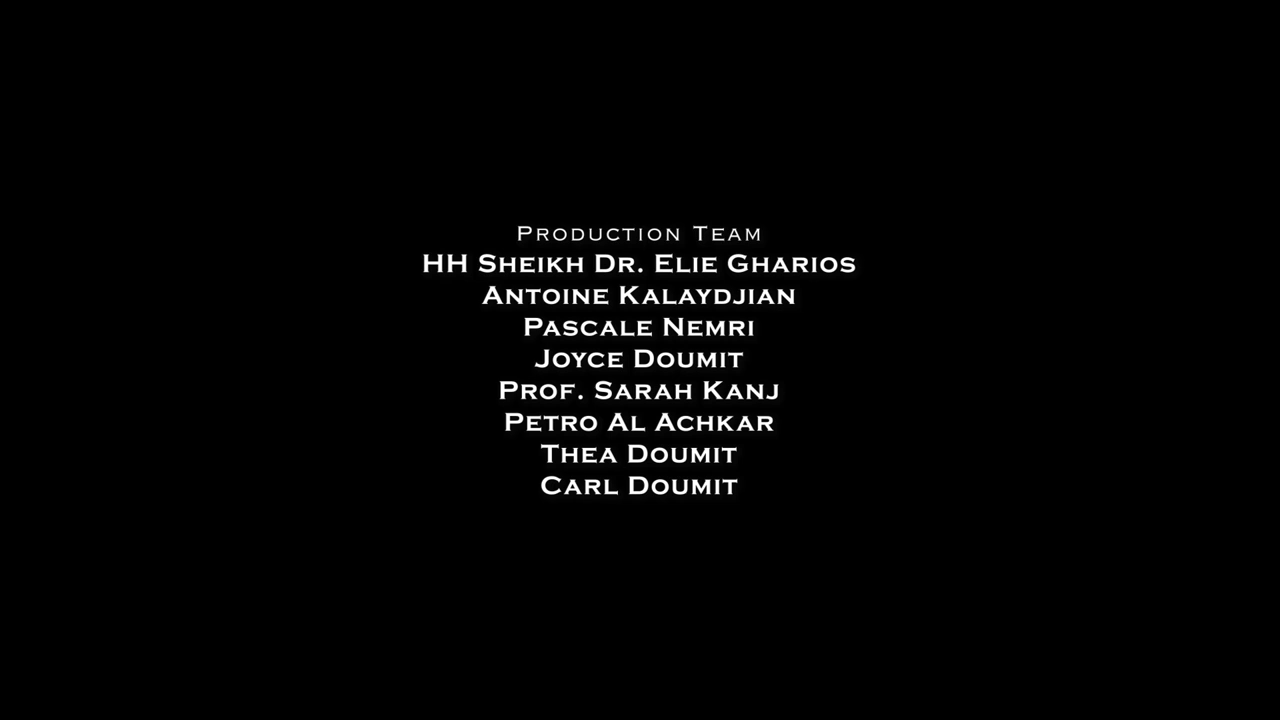 Production Team
HH Sheikh Dr. Elie Gharios
Antoine Kalaydjian
Pascale Nemri
Joyce Doumit
Prof. Sarah Kanj
Petro Al Achkar
Thea Doumit
Carl Doumit